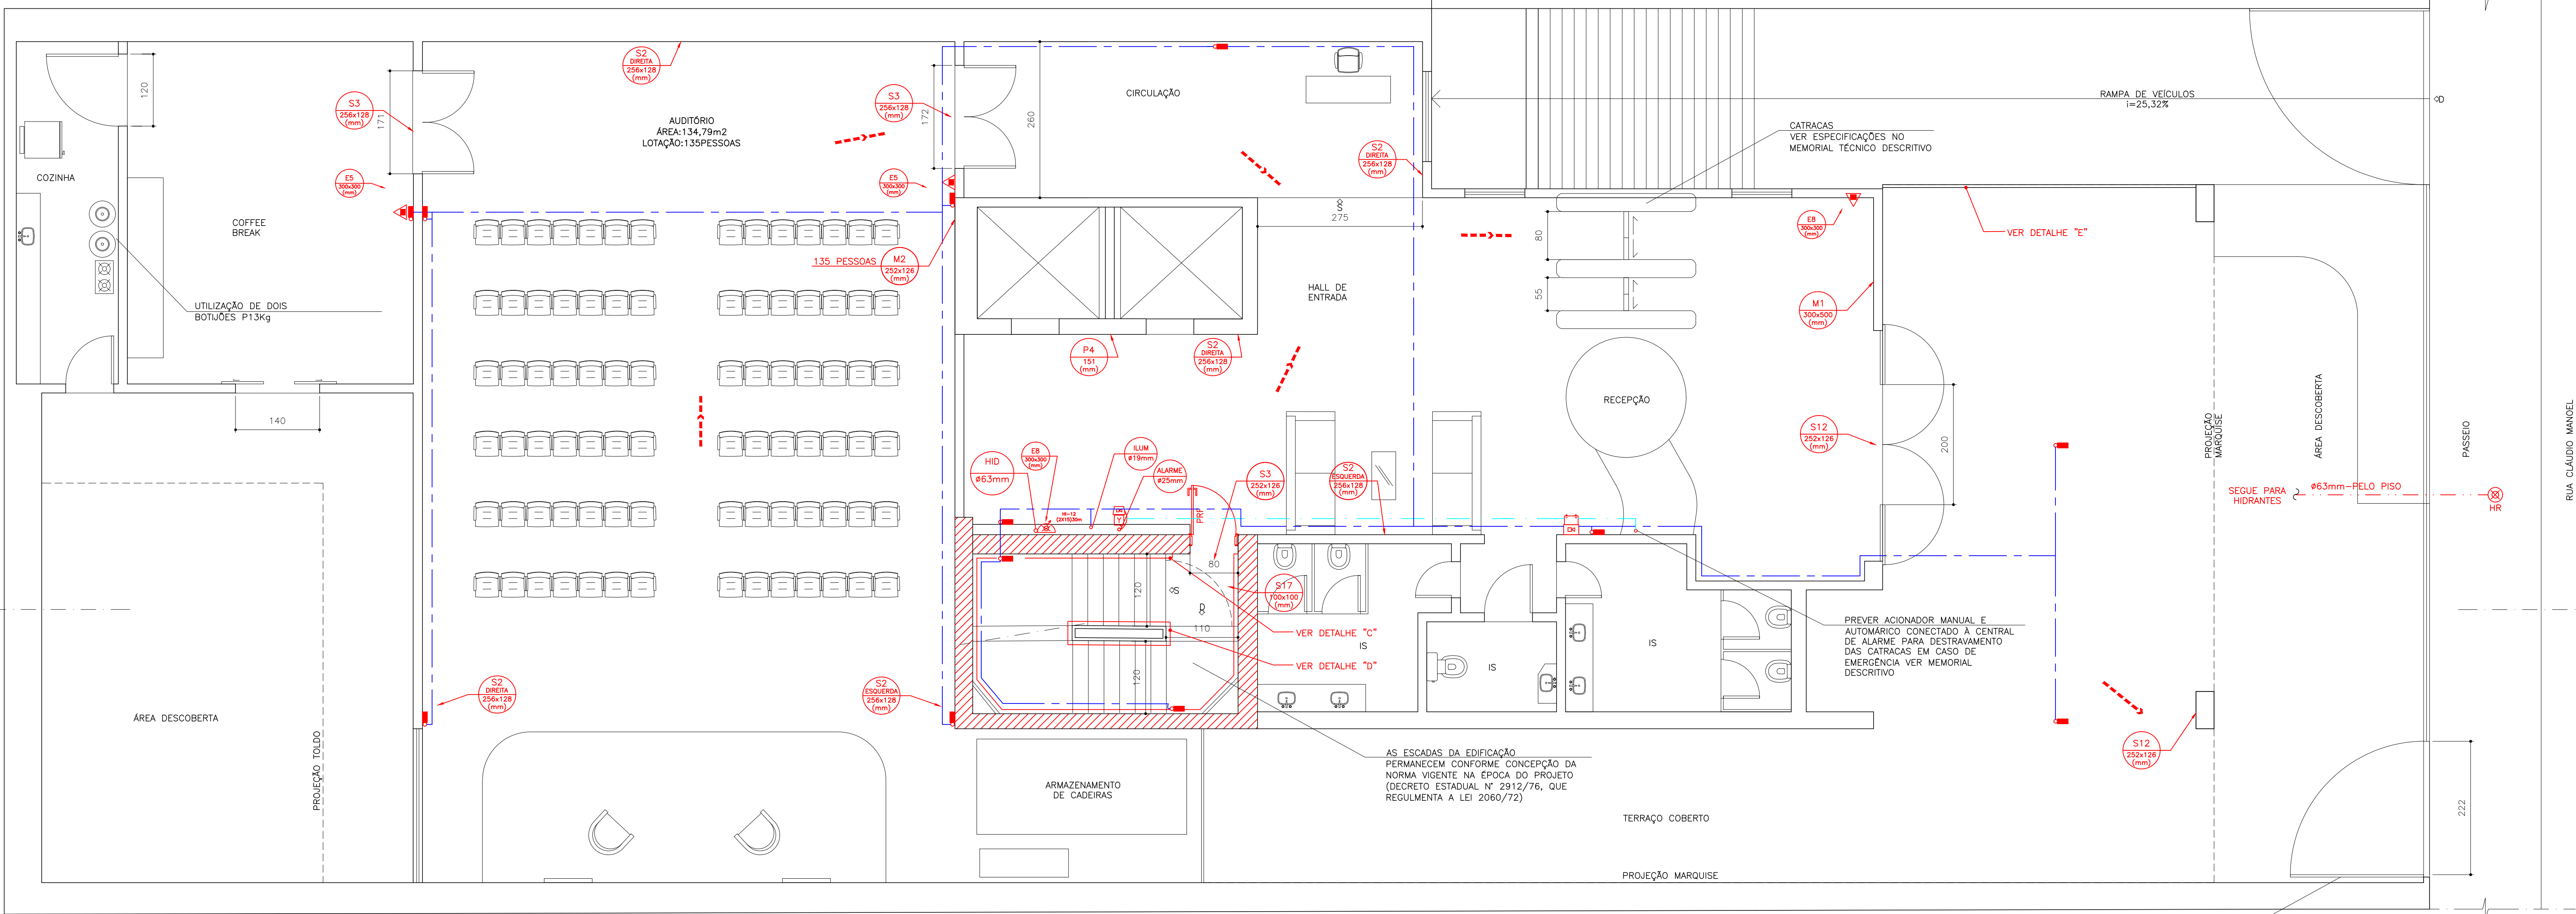 120
COZINHA
COFFEE
BREAK
UTILIZAÇÃO DE DOIS
BOTIJÕES P13Kg
140
ÁREA DESCOBERTA
PROJEÇÃO TOLDO
S3
256x128
(mm)
171
E5
300x300
(mm)
S2
DIREITA
256x128
(mm)
AUDITÓRIO
ÁREA:134,79m2
LOTAÇÃO:135PESSOAS
S3
256x128
(mm)
172
E5
300x300
(mm)
135 PESSOAS
M2
252x126
(mm)
S2
DIREITA
256x128
(mm)
S2
ESQUERDA
256x128
(mm)
260
CIRCULAÇÃO
S2
DIREITA
256x128
(mm)
S
275
HALL DE
ENTRADA
P4
151
(mm)
S2
DIREITA
256x128
(mm)
HID
ø63mm
E8
300x300
(mm)
HI-12
(2X15)30m
ILUM
ø19mm
ALARME
ø25mm
PRF
S3
252x126
(mm)
S2
ESQUERDA
256x128
(mm)
80
120
S
D
110
120
S17
100x100
(mm)
VER DETALHE "C"
VER DETALHE "D"
IS
IS
IS
AS ESCADAS DA EDIFICAÇÃO
PERMANECEM CONFORME CONCEPÇÃO DA
NORMA VIGENTE NA ÉPOCA DO PROJETO
(DECRETO ESTADUAL N° 2912/76, QUE
REGULMENTA A LEI 2060/72)
ARMAZENAMENTO
DE CADEIRAS
CATRACAS
VER ESPECIFICAÇÕES NO
MEMORIAL TÉCNICO DESCRITIVO
80
55
RECEPÇÃO
E8
300x300
(mm)
M1
300x500
(mm)
S12
252x126
(mm)
200
RAMPA DE VEÍCULOS
i=25,32%
D
VER DETALHE "E"
PROJEÇÃO
MARQUISE
ÁREA DESCOBERTA
PASSEIO
RUA CLÁUDIO MANOEL
SEGUE PARA
HIDRANTES
ø63mm-PELO PISO
HR
PREVER ACIONADOR MANUAL E
AUTOMÁRICO CONECTADO À CENTRAL
DE ALARME PARA DESTRAVAMENTO
DAS CATRACAS EM CASO DE
EMERGÊNCIA VER MEMORIAL
DESCRITIVO
S12
252x126
(mm)
222
TERRAÇO COBERTO
PROJEÇÃO MARQUISE